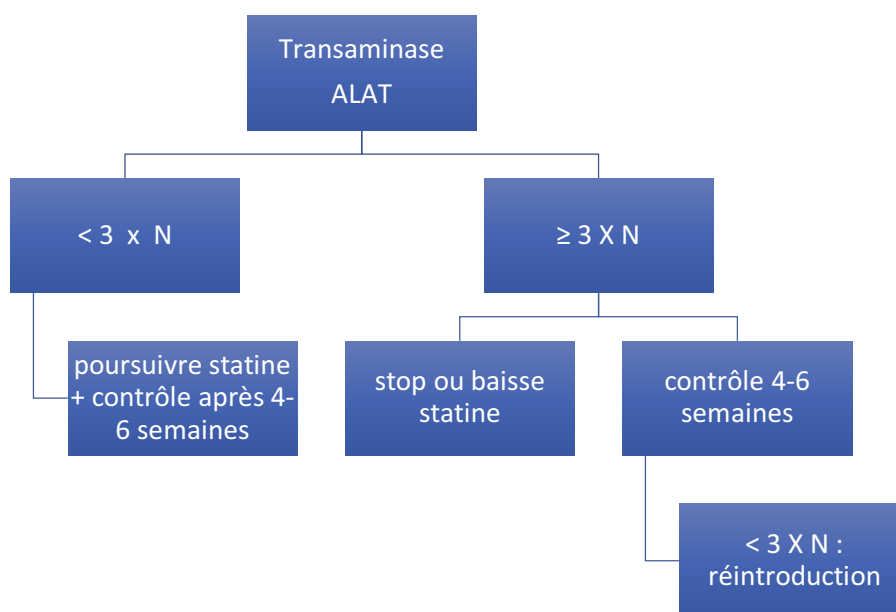 Transaminase
ALAT
< 3 x N
≥ 3 X N
poursuivre statine
+ contrôle après 4-
6 semaines
stop ou baisse
statine
contrôle 4-6
semaines
< 3 X N :
réintroduction